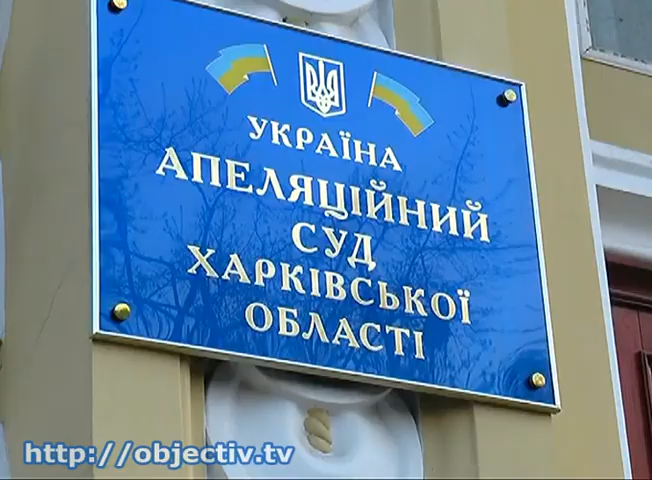 УКРАЇНА
АПЕЛЯЦІЙНИЙ
СУД
ХАРКІВСЬКОЇ
ОБЛАСТІ
http://objectiv.tv